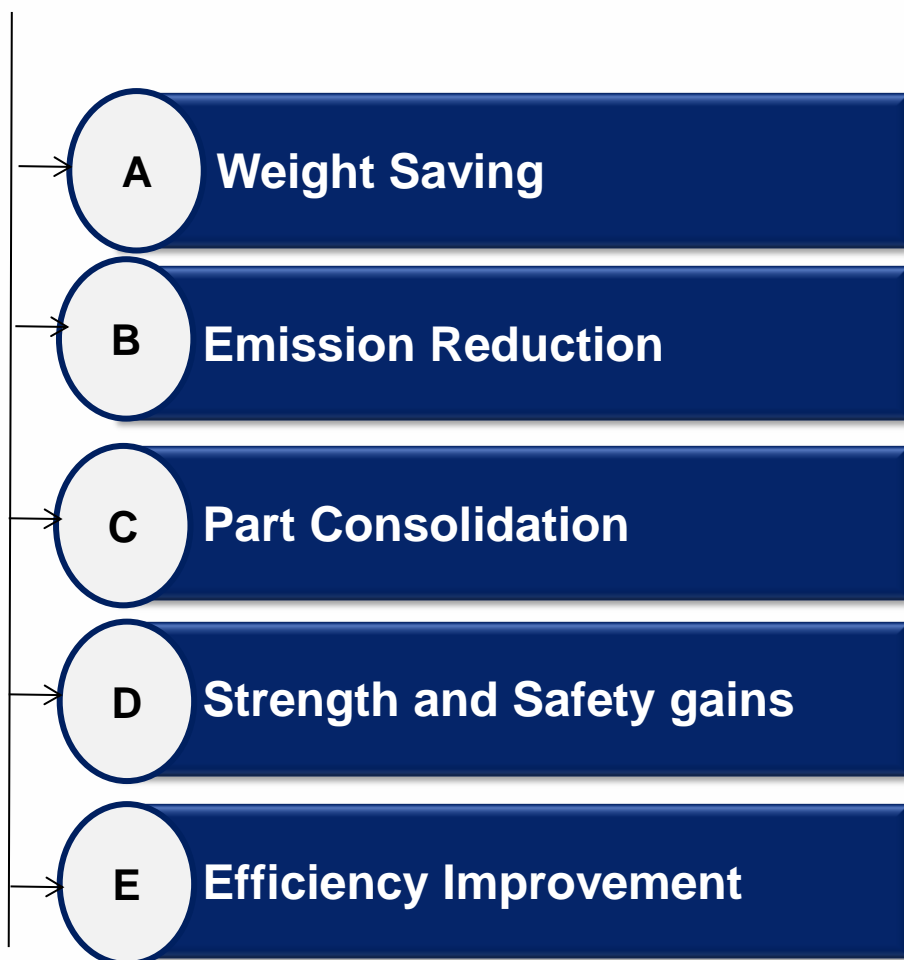 A Weight Saving
B Emission Reduction
C Part Consolidation
D Strength and Safety gains
E Efficiency Improvement